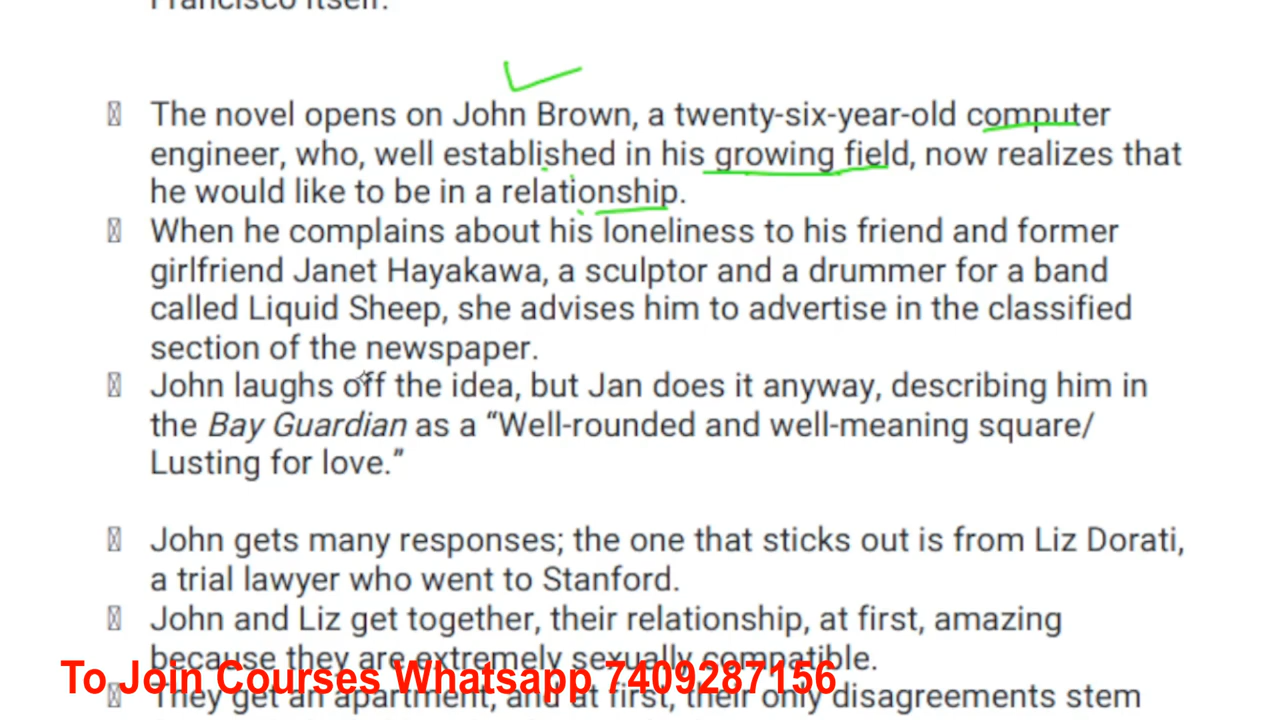 Francisco itself.
The novel opens on John Brown, a twenty-six-year-old computer
engineer, who, well established in his growing field, now realizes that
he would like to be in a relationship.
When he complains about his loneliness to his friend and former
girlfriend Janet Hayakawa, a sculptor and a drummer for a band
called Liquid Sheep, she advises him to advertise in the classified
section of the newspaper.
John laughs off the idea, but Jan does it anyway, describing him in
the Bay Guardian as a “Well-rounded and well-meaning square/
Lusting for love.”
John gets many responses; the one that sticks out is from Liz Dorati,
a trial lawyer who went to Stanford.
John and Liz get together, their relationship, at first, amazing
because they are extremely sexually compatible.
To Join Courses Whatsapp 7409287156
They get an apartment, and at first, their only disagreements stem